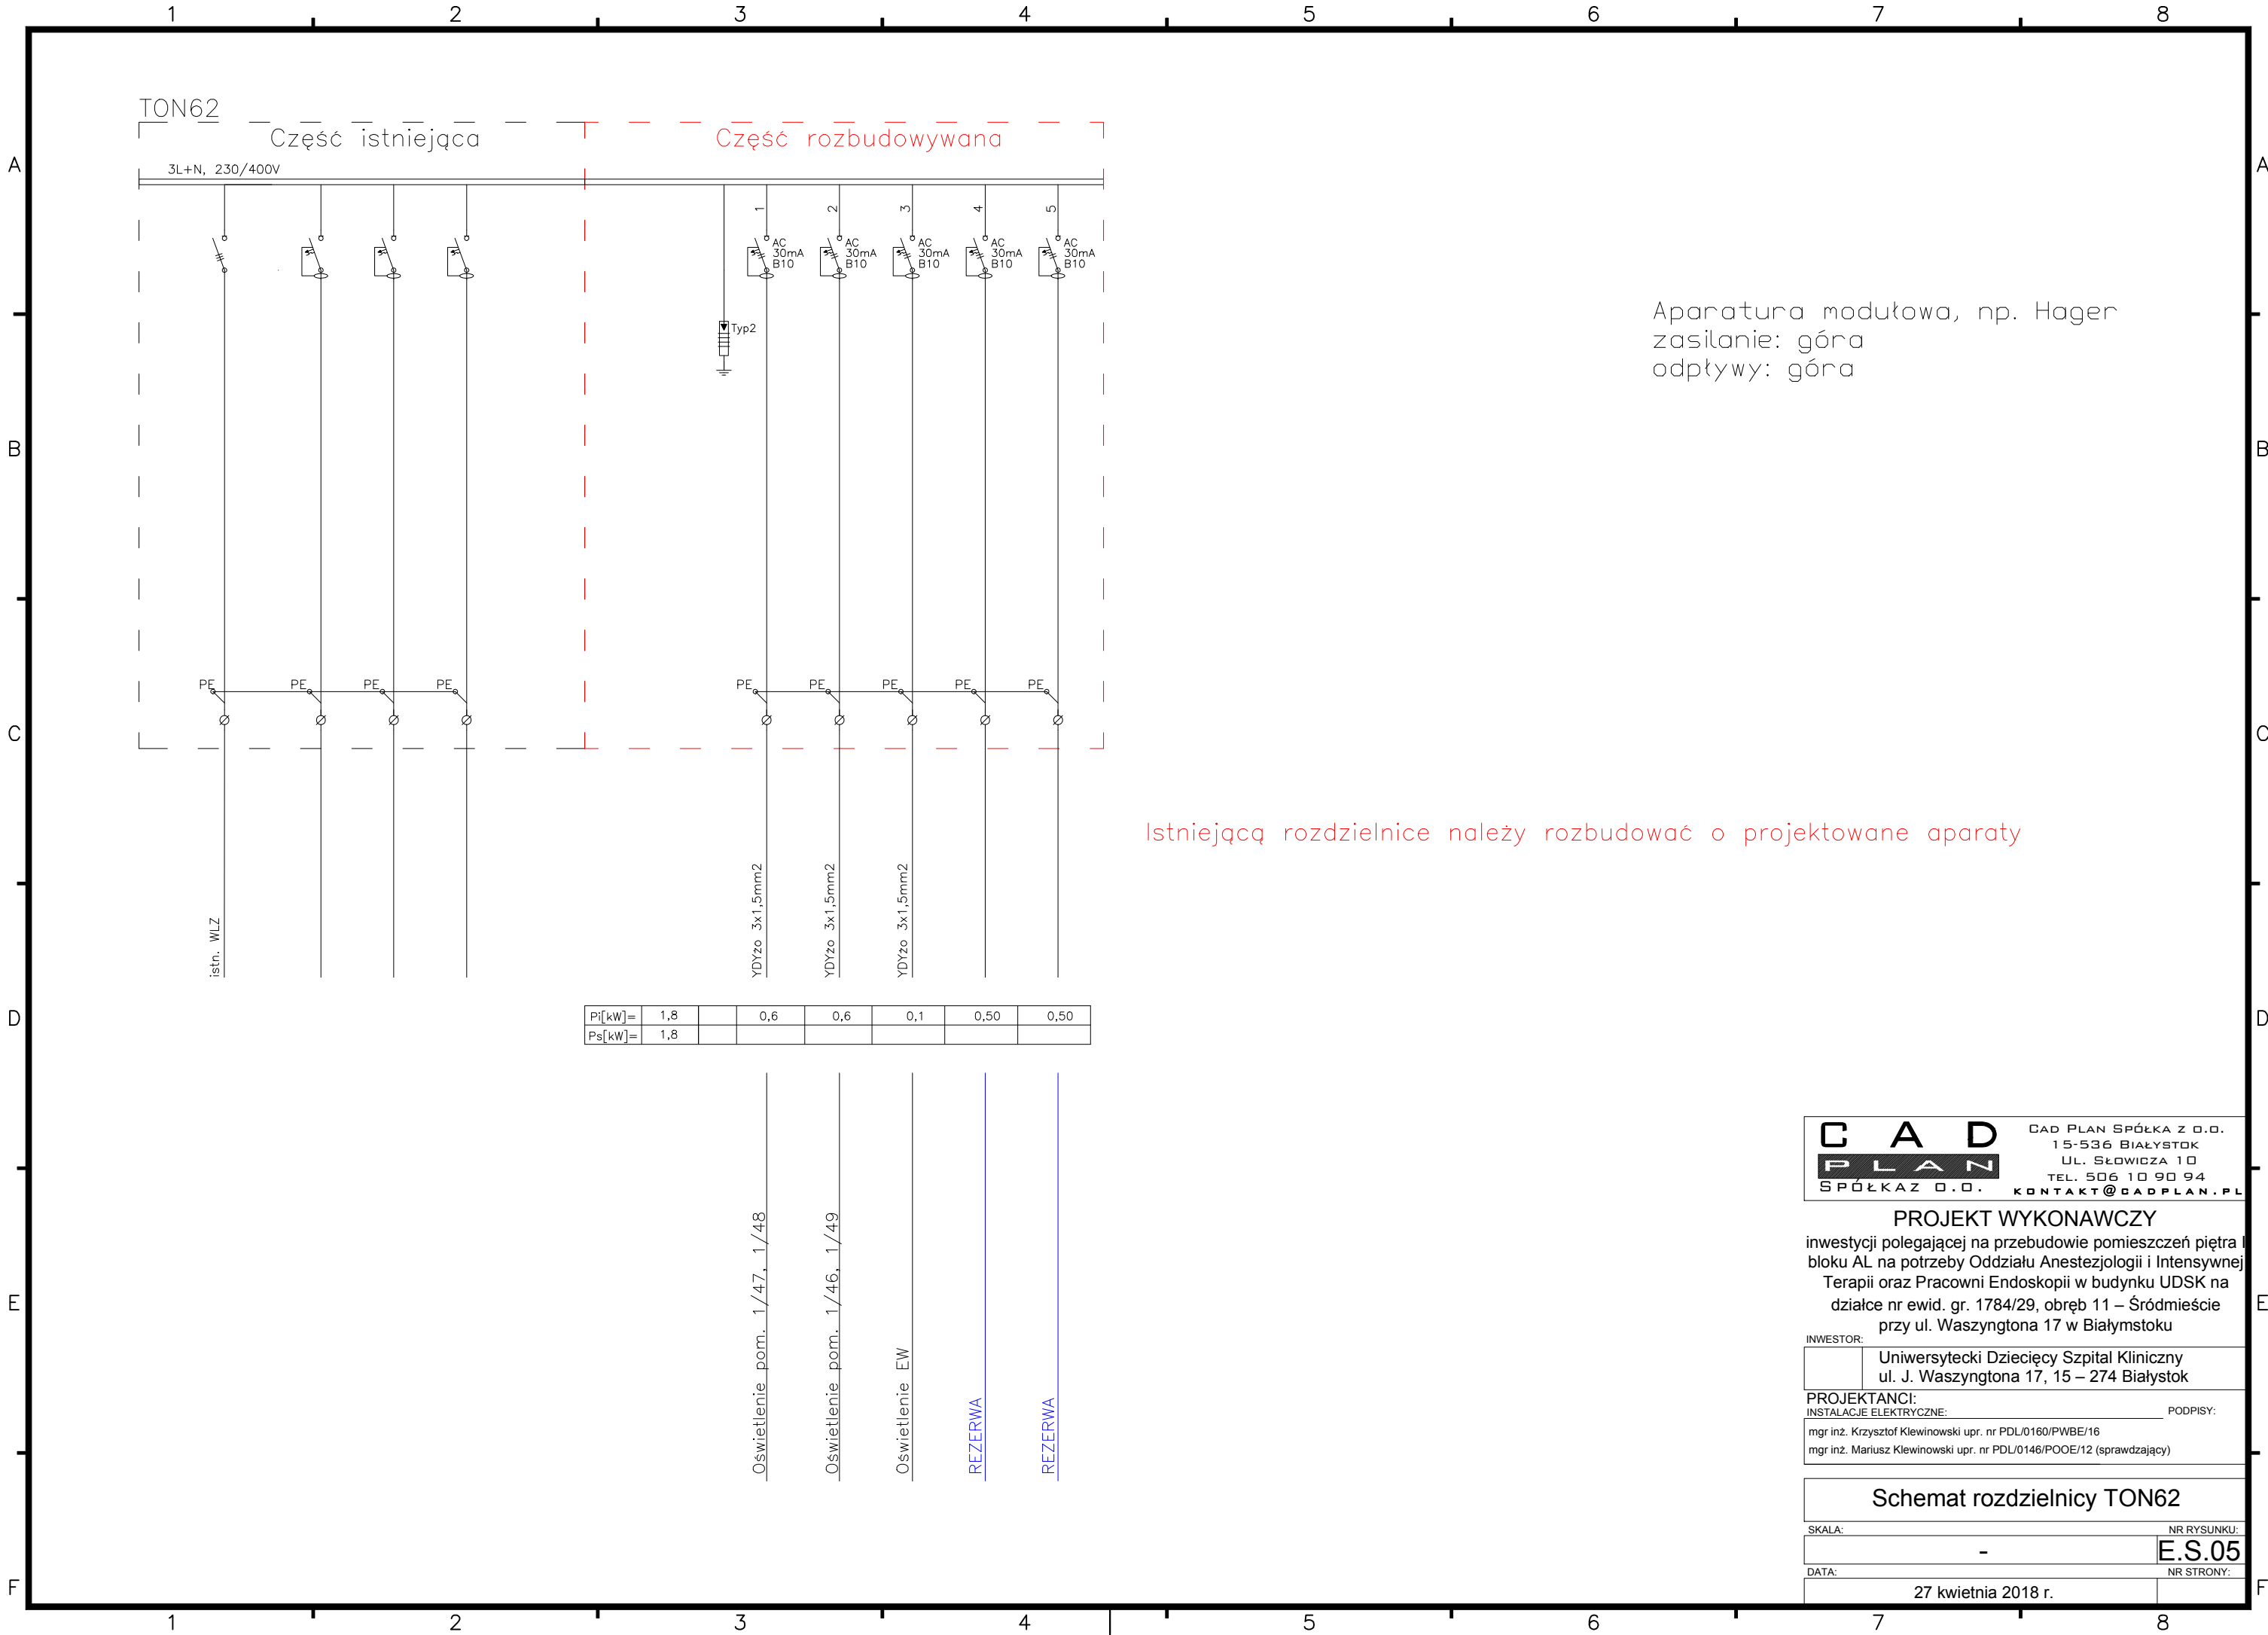 1 2 3 4 5 6 7 8
TON62
Część istniejąca
Część rozbudowywana
A A
3L+N, 230/400V
1 2 3 4 5
AC AC AC AC AC
30mA 30mA 30mA 30mA 30mA
B10 B10 B10 B10 B10
Typ2
Aparatura modułowa, np. Hager
zasilanie: góra
odpływy: góra
B B
PE PE PE PE PE PE PE PE PE
C C
Istniejącą rozdzielnice należy rozbudować o projektowane aparaty
istn. WLZ
YDYżo 3x1,5mm2
YDYżo 3x1,5mm2
YDYżo 3x1,5mm2
D D
Pi[kW]= 1,8 0,6 0,6 0,1 0,50 0,50
Ps[kW]= 1,8
Oświetlenie pom. 1/47, 1/48
Oświetlenie pom. 1/46, 1/49
Oświetlenie EW
REZERWA
REZERWA
E E
CAD
PLAN
SPÓŁKAZ O.O.
CAD PLAN SPÓŁKA Z O.O.
15-536 BIAŁYSTOK
UL. SŁOWICZA 10
TEL. 506 10 90 94
KONTAKT@CADPLAN.PL
PROJEKT WYKONAWCZY
inwestycji polegającej na przebudowie pomieszczeń piętra I
bloku AL na potrzeby Oddziału Anestezjologii i Intensywnej
Terapii oraz Pracowni Endoskopii w budynku UDSK na
działce nr ewid. gr. 1784/29, obręb 11 – Śródmieście
przy ul. Waszyngtona 17 w Białymstoku
INWESTOR:
Uniwersytecki Dziecięcy Szpital Kliniczny
ul. J. Waszyngtona 17, 15 – 274 Białystok
PROJEKTANCI:
INSTALACJE ELEKTRYCZNE: PODPISY:
mgr inż. Krzysztof Klewinowski upr. nr PDL/0160/PWBE/16
mgr inż. Mariusz Klewinowski upr. nr PDL/0146/POOE/12 (sprawdzający)
Schemat rozdzielnicy TON62
SKALA: NR RYSUNKU:
- E.S.05
DATA: NR STRONY:
27 kwietnia 2018 r.
F F
1 2 3 4 5 6 7 8